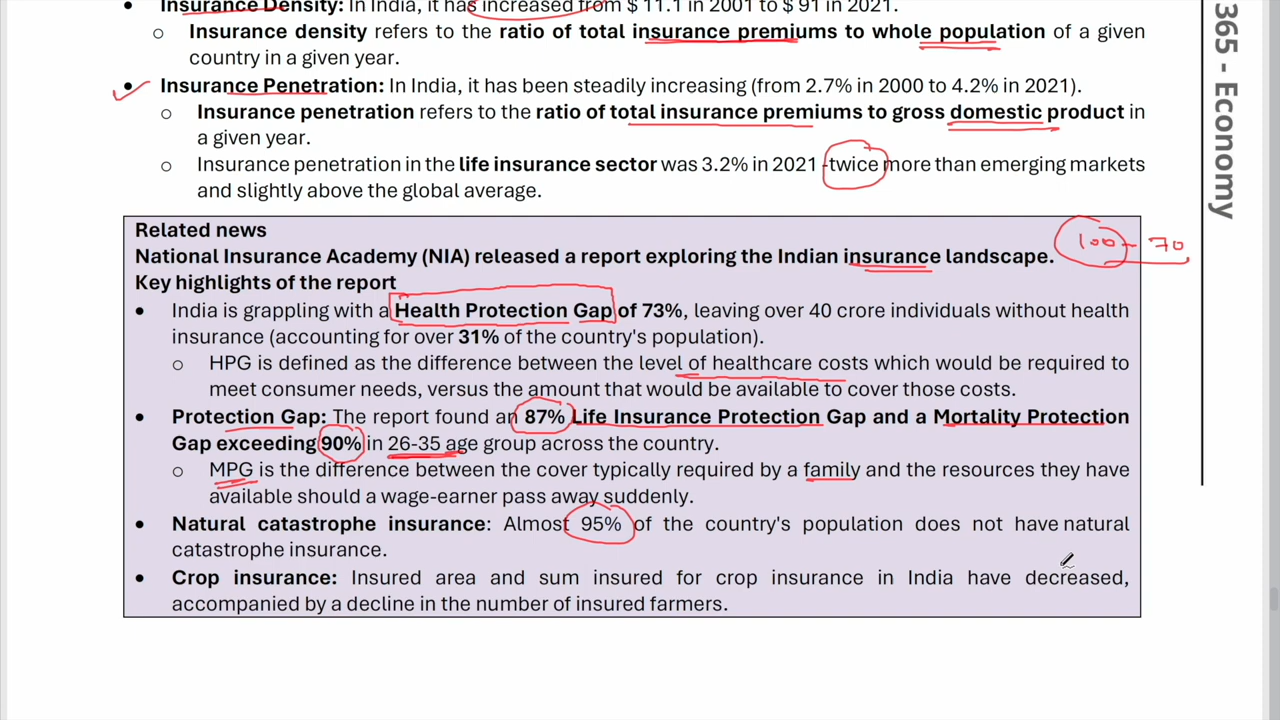 • Insurance Density: In India, it has increased from $ 11.1 in 2001 to $ 91 in 2021.
o Insurance density refers to the ratio of total insurance premiums to whole population of a given
country in a given year.
• Insurance Penetration: In India, it has been steadily increasing (from 2.7% in 2000 to 4.2% in 2021).
o Insurance penetration refers to the ratio of total insurance premiums to gross domestic product in
a given year.
o Insurance penetration in the life insurance sector was 3.2% in 2021 -twice more than emerging markets
and slightly above the global average.
Related news
100 - 70
National Insurance Academy (NIA) released a report exploring the Indian insurance landscape.
Key highlights of the report
• India is grappling with a Health Protection Gap of 73%, leaving over 40 crore individuals without health
insurance (accounting for over 31% of the country's population).
o HPG is defined as the difference between the level of healthcare costs which would be required to
meet consumer needs, versus the amount that would be available to cover those costs.
• Protection Gap: The report found an 87% Life Insurance Protection Gap and a Mortality Protection
Gap exceeding 90% in 26-35 age group across the country.
o MPG is the difference between the cover typically required by a family and the resources they have
available should a wage-earner pass away suddenly.
• Natural catastrophe insurance: Almost 95% of the country's population does not have natural
catastrophe insurance.
• Crop insurance: Insured area and sum insured for crop insurance in India have decreased,
accompanied by a decline in the number of insured farmers.
365 - Economy